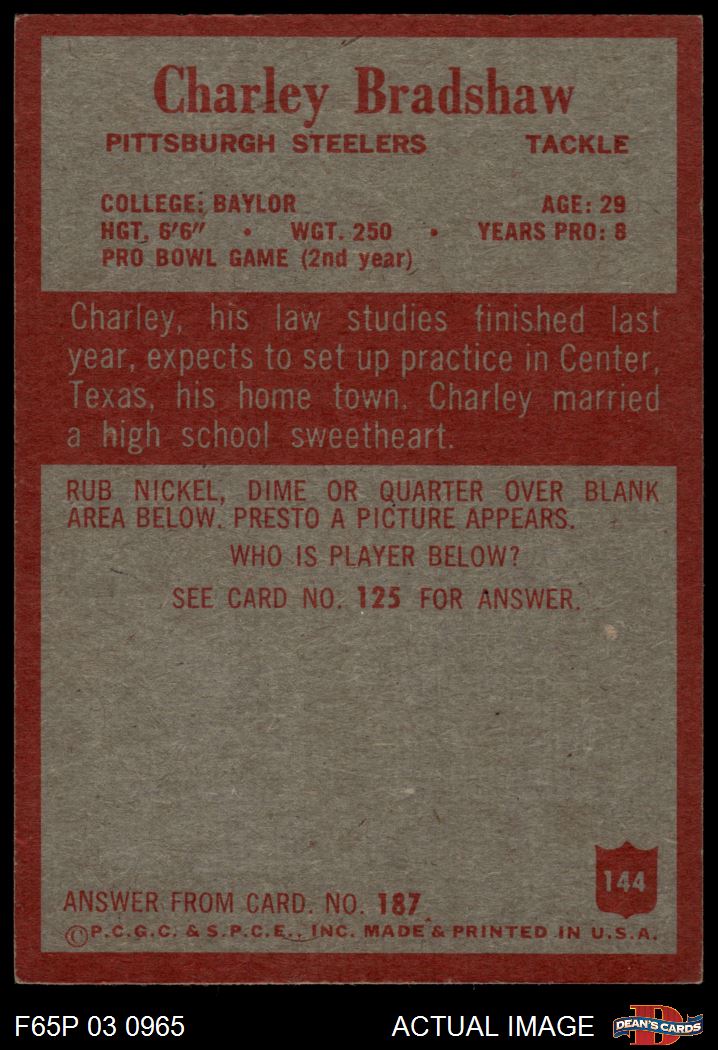 Charley Bradshaw
PITTSBURGH STEELERS TACKLE
COLLEGE: BAYLOR AGE: 29
HGT. 6'6" • WGT. 250 • YEARS PRO: 8
PRO BOWL GAME (2nd year)
Charley, his law studies finished last
year, expects to set up practice in Center,
Texas, his home town. Charley married
a high school sweetheart.
RUB NICKEL, DIME OR QUARTER OVER BLANK
AREA BELOW. PRESTO A PICTURE APPEARS.
WHO IS PLAYER BELOW?
SEE CARD NO. 125 FOR ANSWER.
144
ANSWER FROM CARD. NO. 187
©P.C.G.C. & S.P.C.E., INC. MADE & PRINTED IN U.S.A.
F65P 03 0965 ACTUAL IMAGE
D
DEAN'S CARDS